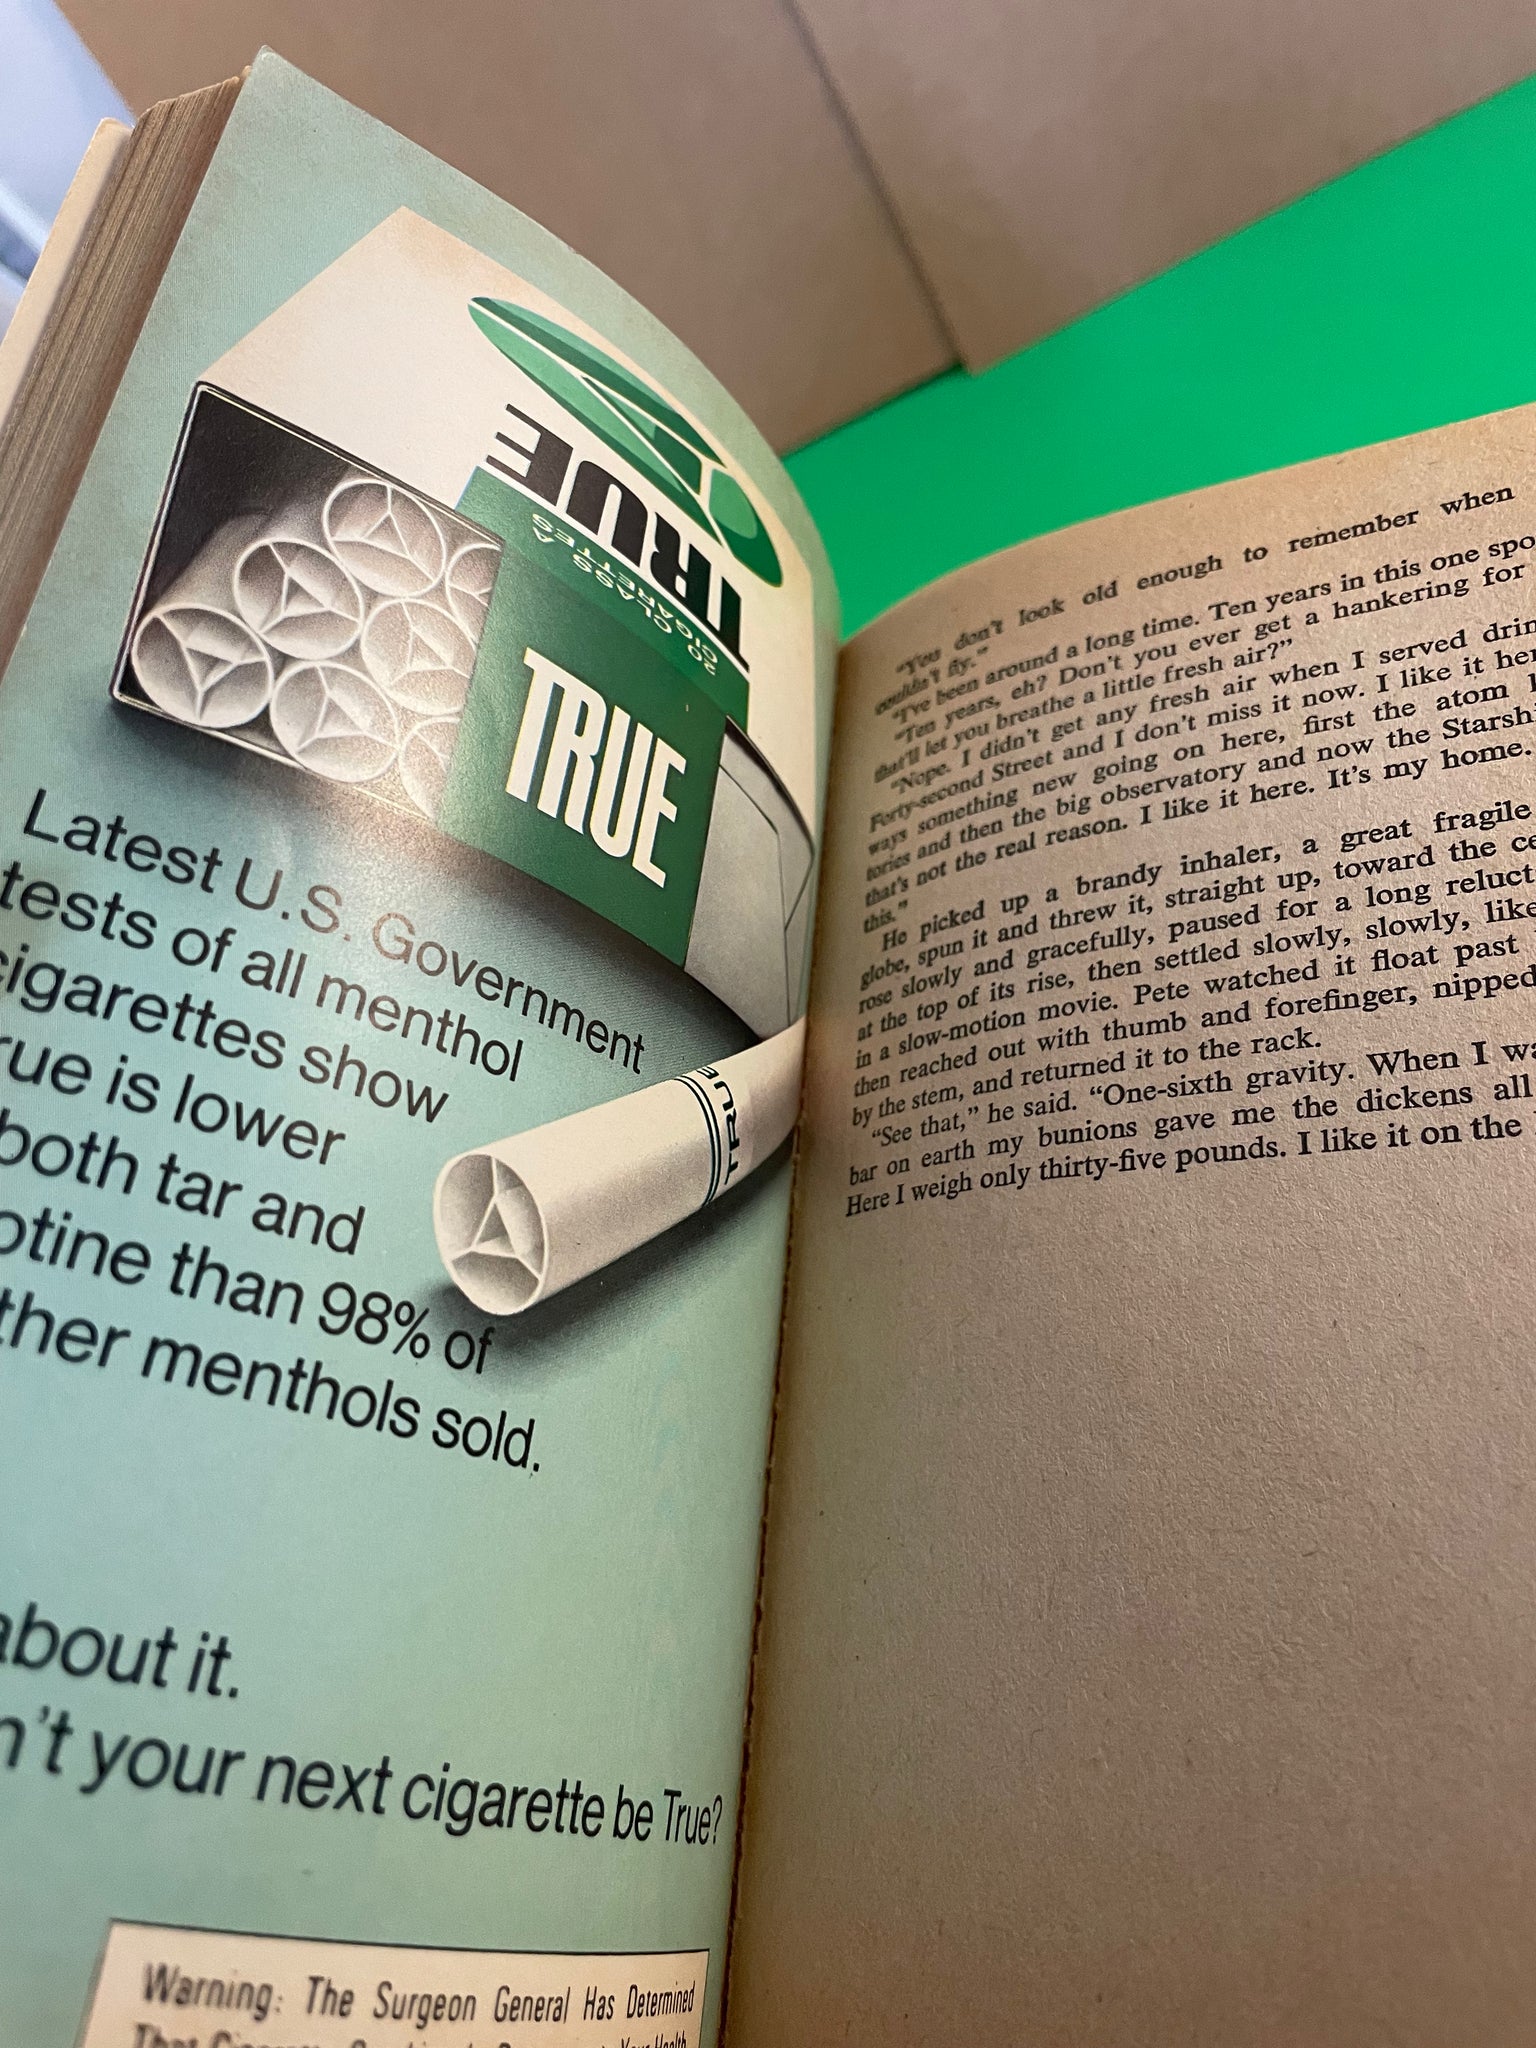 TRUE
20 CLASS A
CIGARETTES
TRUE
TRUE
Latest U.S. Government
tests of all menthol
cigarettes show
rue is lower
both tar and
otine than 98% of
ther menthols sold.
about it.
n't your next cigarette be True?
Warning: The Surgeon General Has Determined
That Your Health
"You don't look old enough to remember when
couldn't fly."
"I've been around a long time. Ten years in this one spo
"Ten years, eh? Don't you ever get a hankering for
that'll let you breathe a little fresh air?"
"Nope. I didn't get any fresh air when I served drin
Forty-second Street and I don't miss it now. I like it her
ways something new going on here, first the atom l
tories and then the big observatory and now the Starshi
that's not the real reason. I like it here. It's my home.
this."
He picked up a brandy inhaler, a great fragile
globe, spun it and threw it, straight up, toward the ce
rose slowly and gracefully, paused for a long reluct
at the top of its rise, then settled slowly, slowly, like
in a slow-motion movie. Pete watched it float past
then reached out with thumb and forefinger, nipped
by the stem, and returned it to the rack.
"See that," he said. "One-sixth gravity. When I wa
bar on earth my bunions gave me the dickens all
Here I weigh only thirty-five pounds. I like it on the